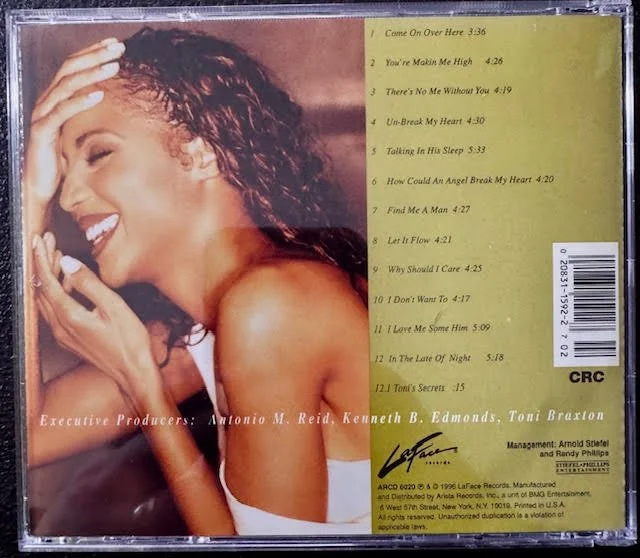 1 Come On Over Here 3:36
2 You're Makin Me High 4:26
3 There's No Me Without You 4:19
4 Un-Break My Heart 4:30
5 Talking In His Sleep 5:33
6 How Could An Angel Break My Heart 4:20
7 Find Me A Man 4:27
8 Let It Flow 4:21
9 Why Should I Care 4:25
10 I Don't Want To 4:17
11 I Love Me Some Him 5:09
12 In The Late Of Night 5:18
12.1 Toni's Secrets :15
0 20831-1592-2 7 02
CRC
Executive Producers: Antonio M. Reid, Kenneth B. Edmonds, Toni Braxton
LaFace
records
Management: Arnold Stiefel
and Randy Phillips
STIEFEL•PHILLIPS
ENTERTAINMENT
ARCD 6020 ℗ & © 1996 LaFace Records. Manufactured
and Distributed by Arista Records, Inc., a unit of BMG Entertainment,
6 West 57th Street, New York, N.Y. 10019. Printed in U.S.A.
All rights reserved. Unauthorized duplication is a violation of
applicable laws.